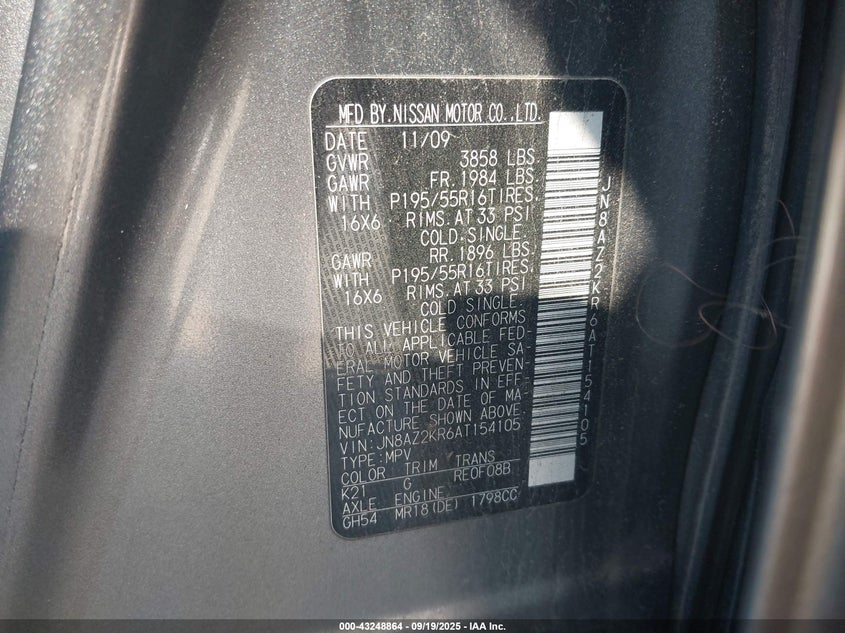 MFD BY.NISSAN MOTOR CO.,LTD.
DATE 11/09
GVWR 3858 LBS.
GAWR FR. 1984 LBS.
WITH P195/55R16TIRES,
16X6 RIMS.AT 33 PSI
COLD.SINGLE.
GAWR RR. 1896 LBS.
WITH P195/55R16TIRES,
16X6 RIMS.AT 33 PSI
COLD SINGLE.
THIS VEHICLE CONFORMS
TO ALL APPLICABLE FED-
ERAL MOTOR VEHICLE SA-
FETY AND THEFT PREVEN-
TION STANDARDS IN EFF-
ECT ON THE DATE OF MA-
NUFACTURE SHOWN ABOVE.
VIN:JN8AZ2KR6AT154105
TYPE:MPV
COLOR TRIM TRANS
K21 G RE0F08B
AXLE ENGINE
GH54 MR18(DE) 1798CC
JN8AZ2KR6AT154105
000-43248864 - 09/19/2025 - IAA Inc.